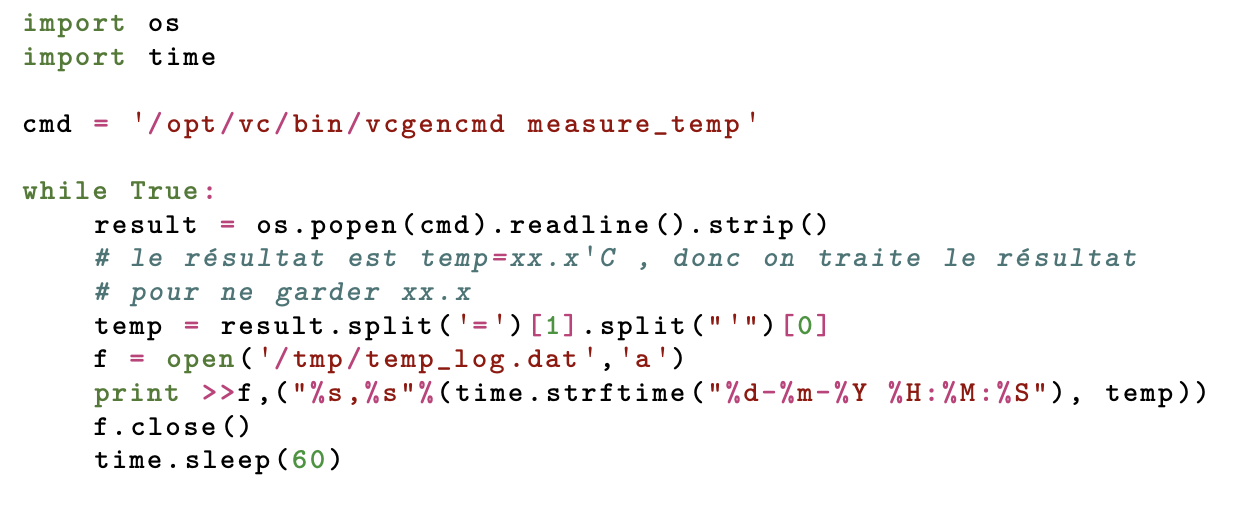 import os
import time

cmd = '/opt/vc/bin/vcgencmd measure_temp'

while True:
    result = os.popen(cmd).readline().strip()
    # le résultat est temp=xx.x'C , donc on traite le résultat
    # pour ne garder xx.x
    temp = result.split('=')[1].split("'")[0]
    f = open('/tmp/temp_log.dat','a')
    print >>f,("%s,%s"%(time.strftime("%d-%m-%Y %H:%M:%S"), temp))
    f.close()
    time.sleep(60)